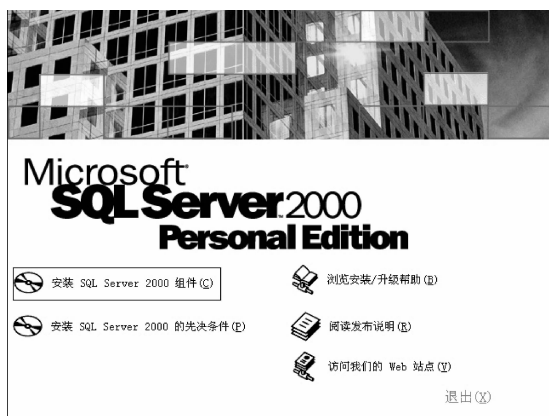 Microsoft
SQL Server 2000
Personal Edition
安装 SQL Server 2000 组件(C)
安装 SQL Server 2000 的先决条件(P)
浏览安装/升级帮助(B)
阅读发布说明(R)
访问我们的 Web 站点(V)
退出(X)